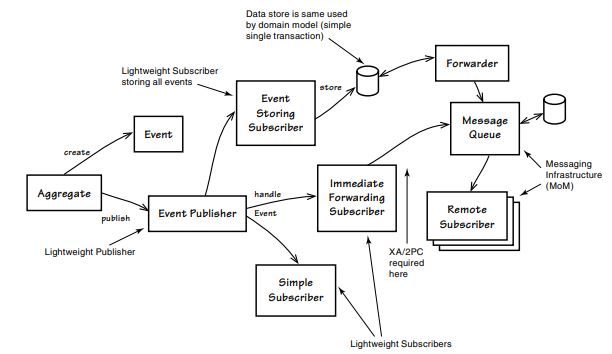 Data store is same used
by domain model (simple
single transaction)
Forwarder
Lightweight Subscriber
storing all events
store
Event
Storing
Subscriber
Message
Queue
Event
create
Messaging
Infrastructure
(MoM)
Aggregate
handle
Immediate
Forwarding
Subscriber
publish
Event Publisher
Event
Remote
Subscriber
Lightweight Publisher
XA/2PC
required
here
Simple
Subscriber
Lightweight Subscribers